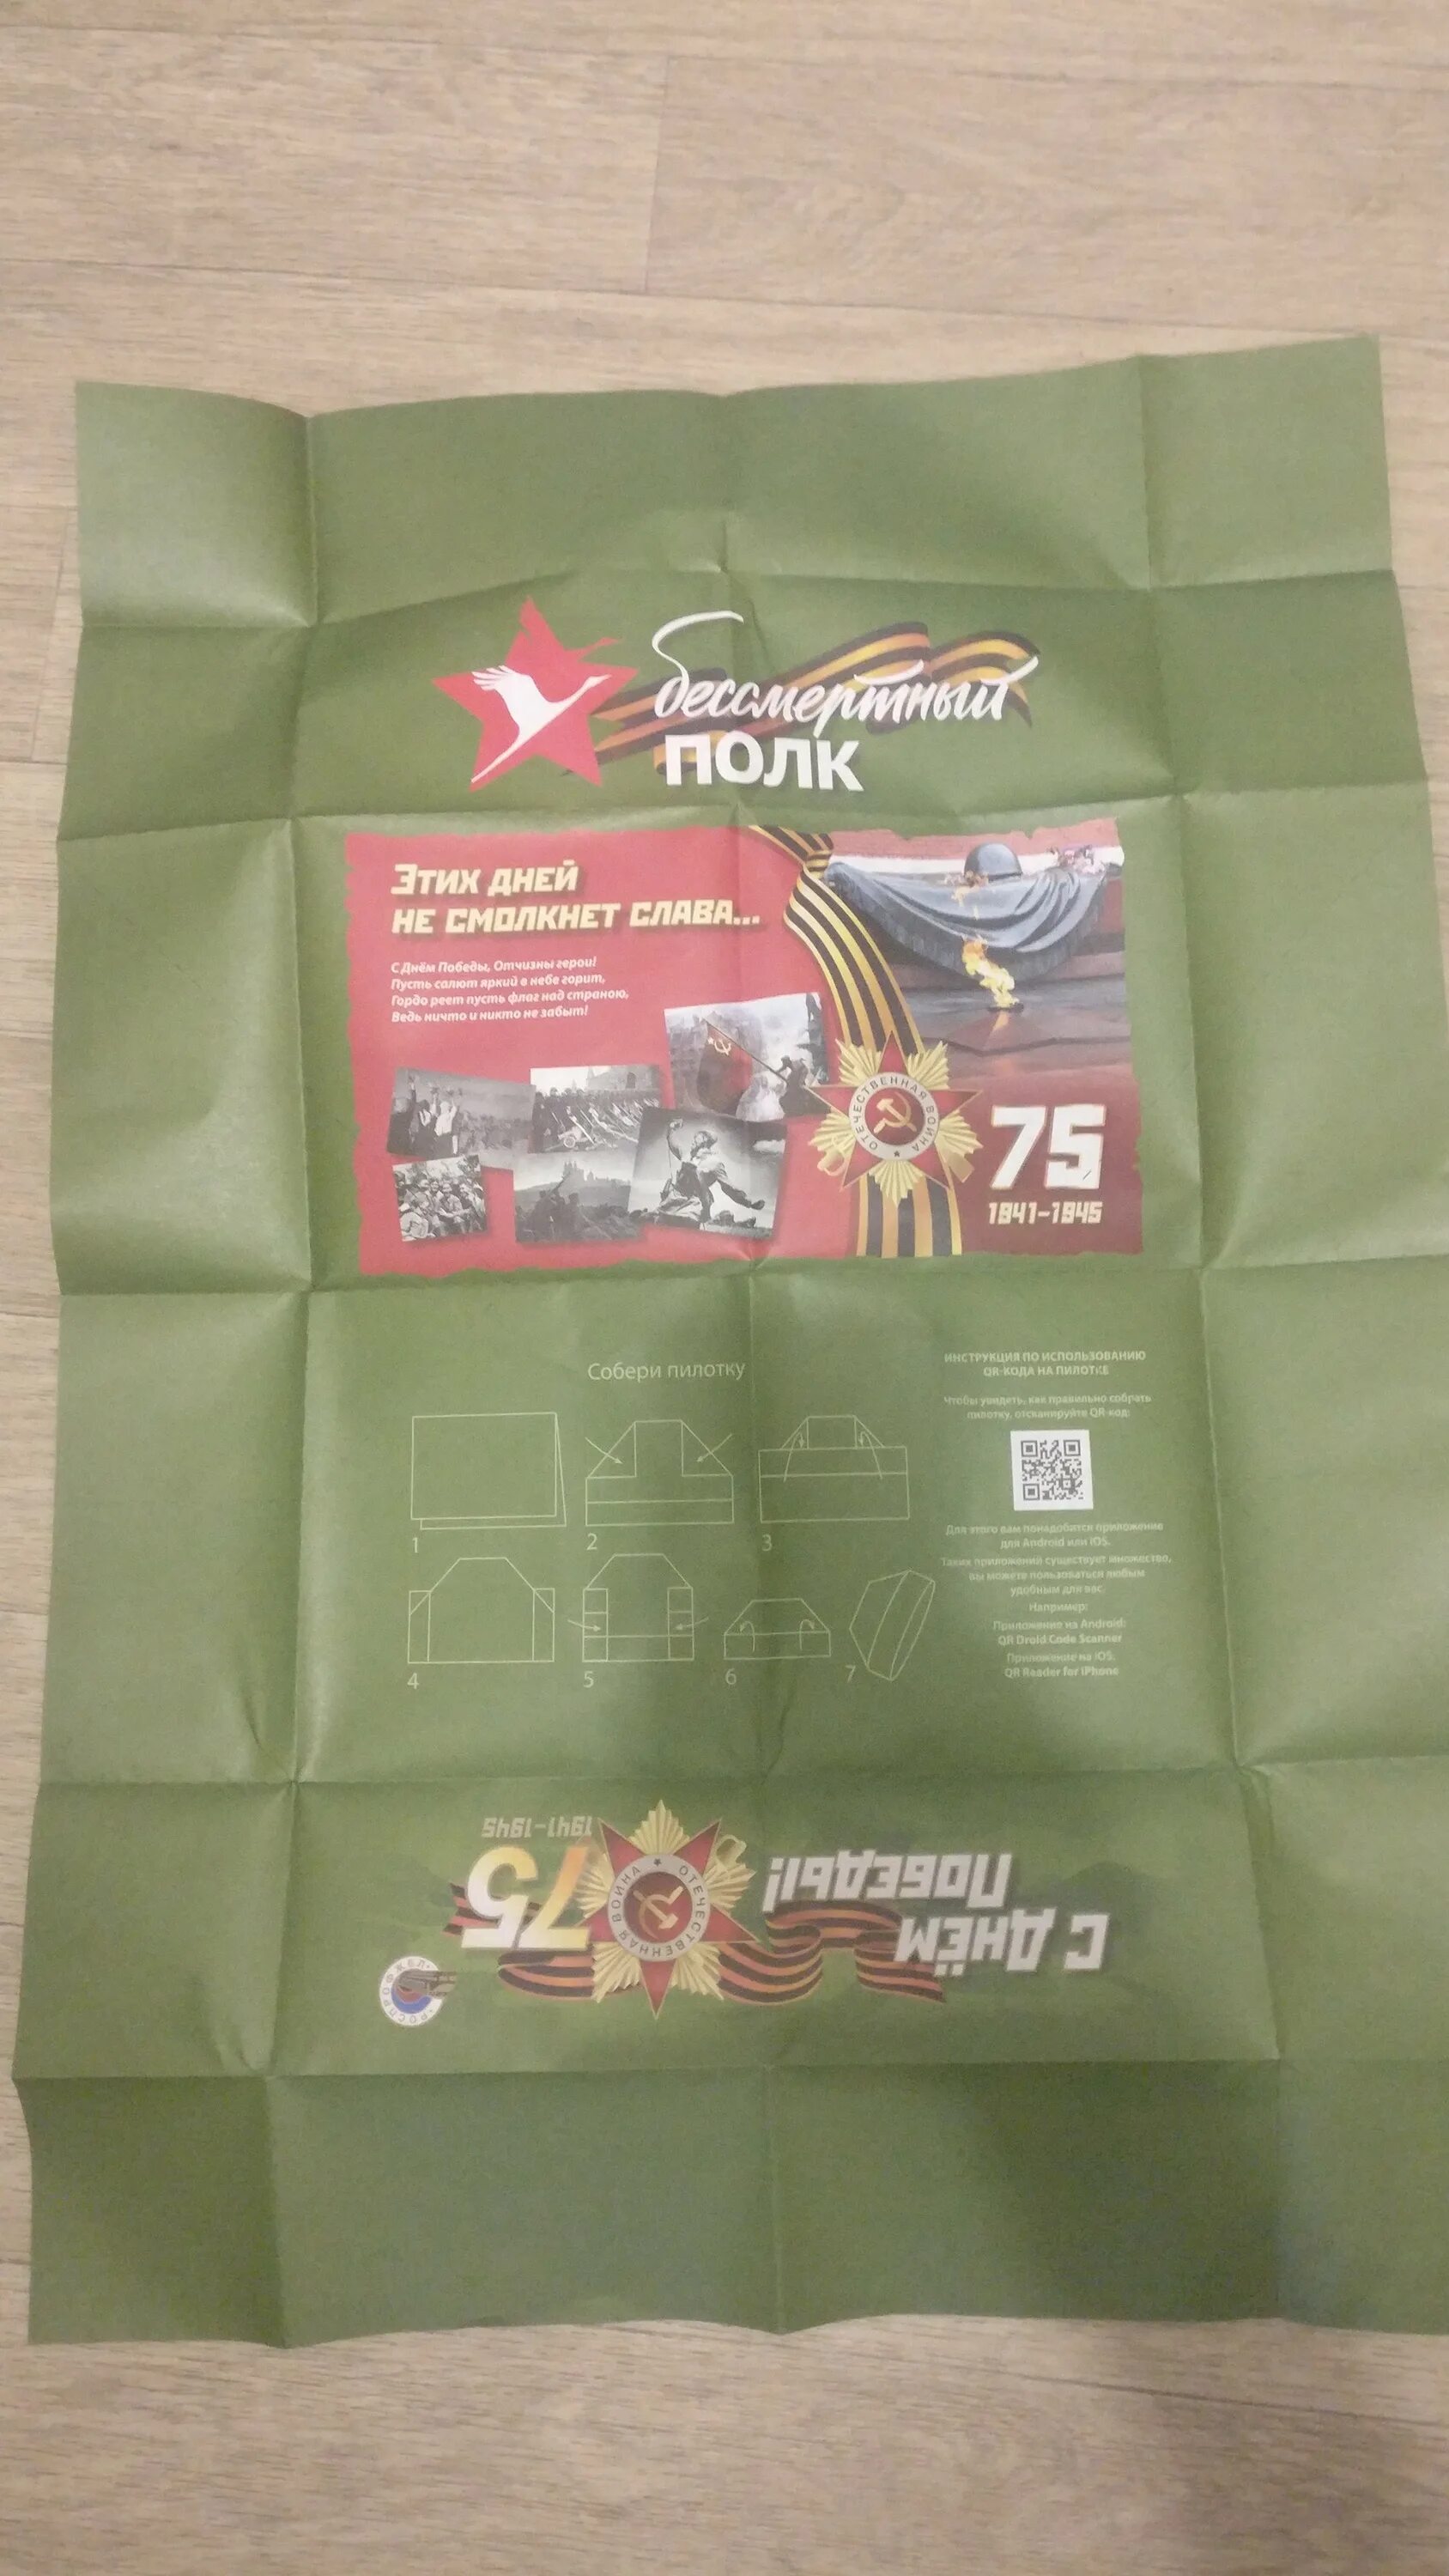 бессмертный
ПОЛК
Этих дней
не смолкнет слава...
С Днём Победы, Отчизны герои!
Пусть салют яркий в небе горит,
Гордо реет пусть флаг над страною,
Ведь ничто и никто не забыт!
ОТЕЧЕСТВЕННАЯ ВОЙНА
75
1941-1945
Собери пилотку
1
2
3
4
5
6
7
ИНСТРУКЦИЯ ПО ИСПОЛЬЗОВАНИЮ
QR-КОДА НА ПИЛОТКЕ
Чтобы увидеть, как правильно собрать
пилотку, отсканируйте QR-код:
Для этого вам понадобится приложение
для Android или iOS.
Таких приложений существует множество,
вы можете пользоваться любым
удобным для вас.
Например:
Приложение на Android:
QR Droid Code Scanner
Приложение на iOS:
QR Reader for iPhone
С Днём
Победы!
ОТЕЧЕСТВЕННАЯ ВОЙНА
75
1941-1945
РОСПРОФЖЕЛ